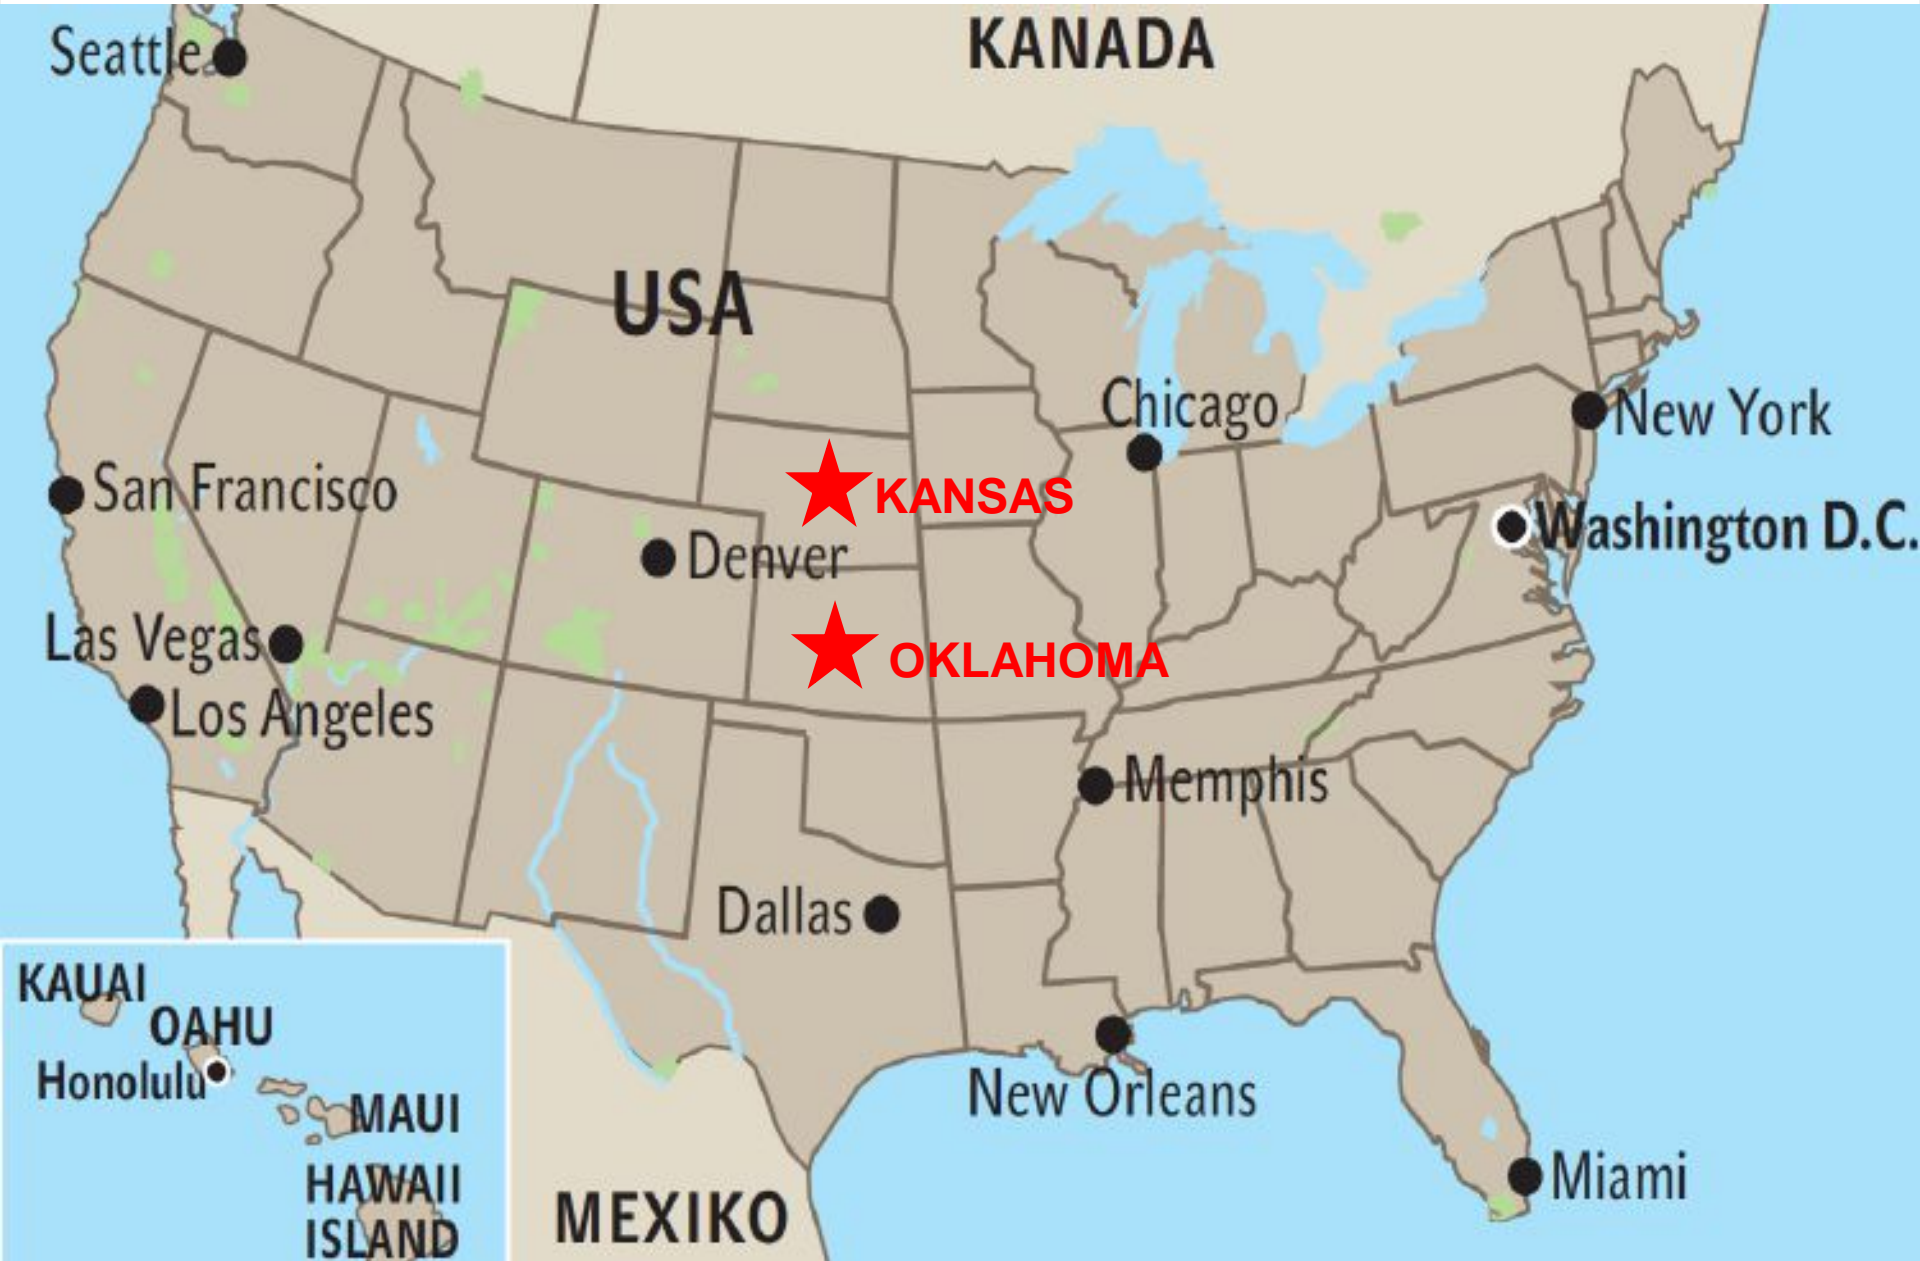 KANADA
Seattle
USA
Chicago
New York
San Francisco
KANSAS
Washington D.C.
Denver
Las Vegas
OKLAHOMA
Los Angeles
Memphis
Dallas
KAUAI
OAHU
Honolulu
New Orleans
MAUI
HAWAII
ISLAND
Miami
MEXIKO